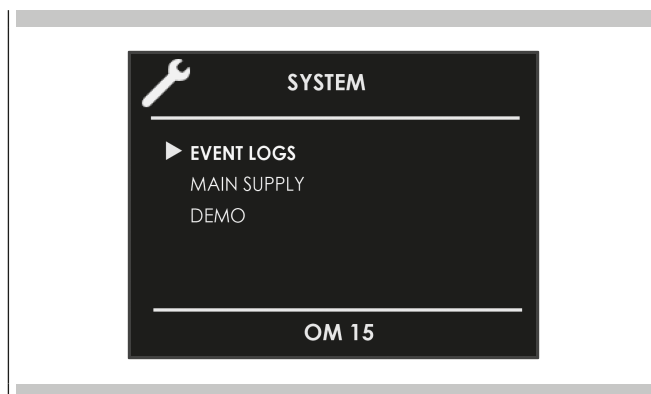 SYSTEM
EVENT LOGS
MAIN SUPPLY
DEMO
OM 15